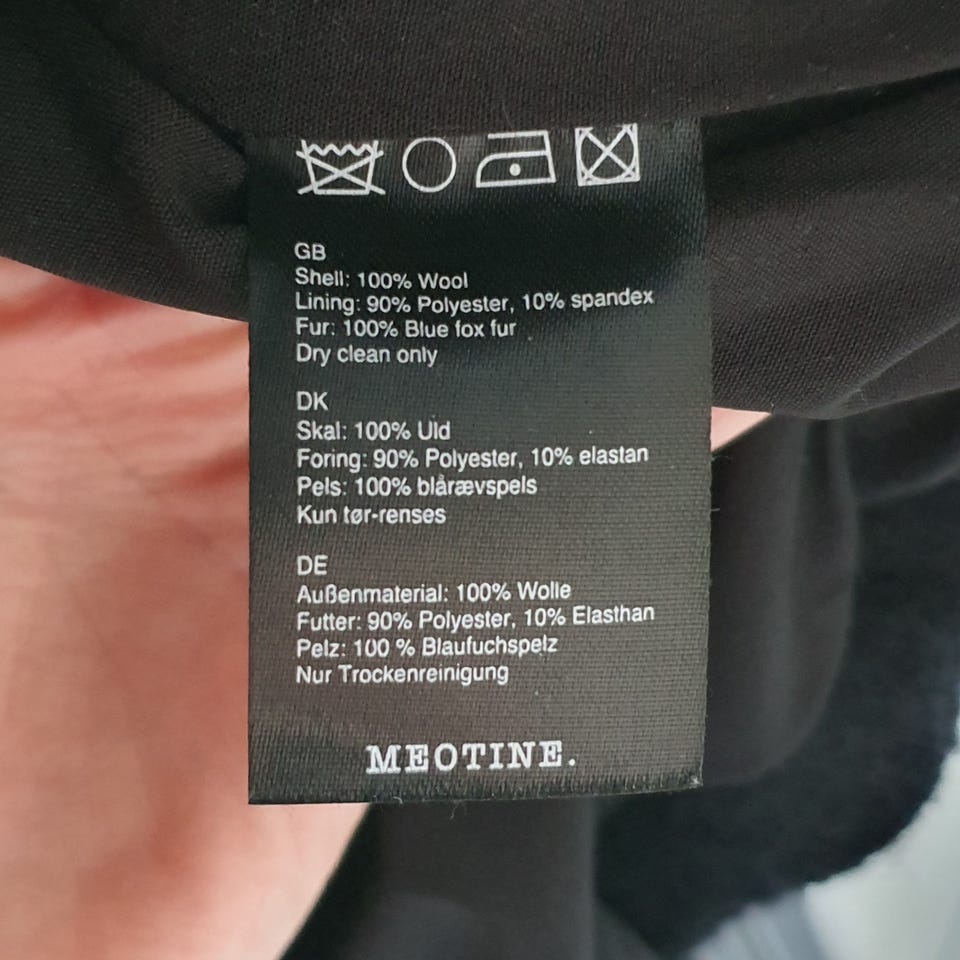 GB
Shell: 100% Wool
Lining: 90% Polyester, 10% spandex
Fur: 100% Blue fox fur
Dry clean only
DK
Skal: 100% Uld
Foring: 90% Polyester, 10% elastan
Pels: 100% blårævspels
Kun tør-renses
DE
Außenmaterial: 100% Wolle
Futter: 90% Polyester, 10% Elasthan
Pelz: 100 % Blaufuchspelz
Nur Trockenreinigung
MEOTINE.